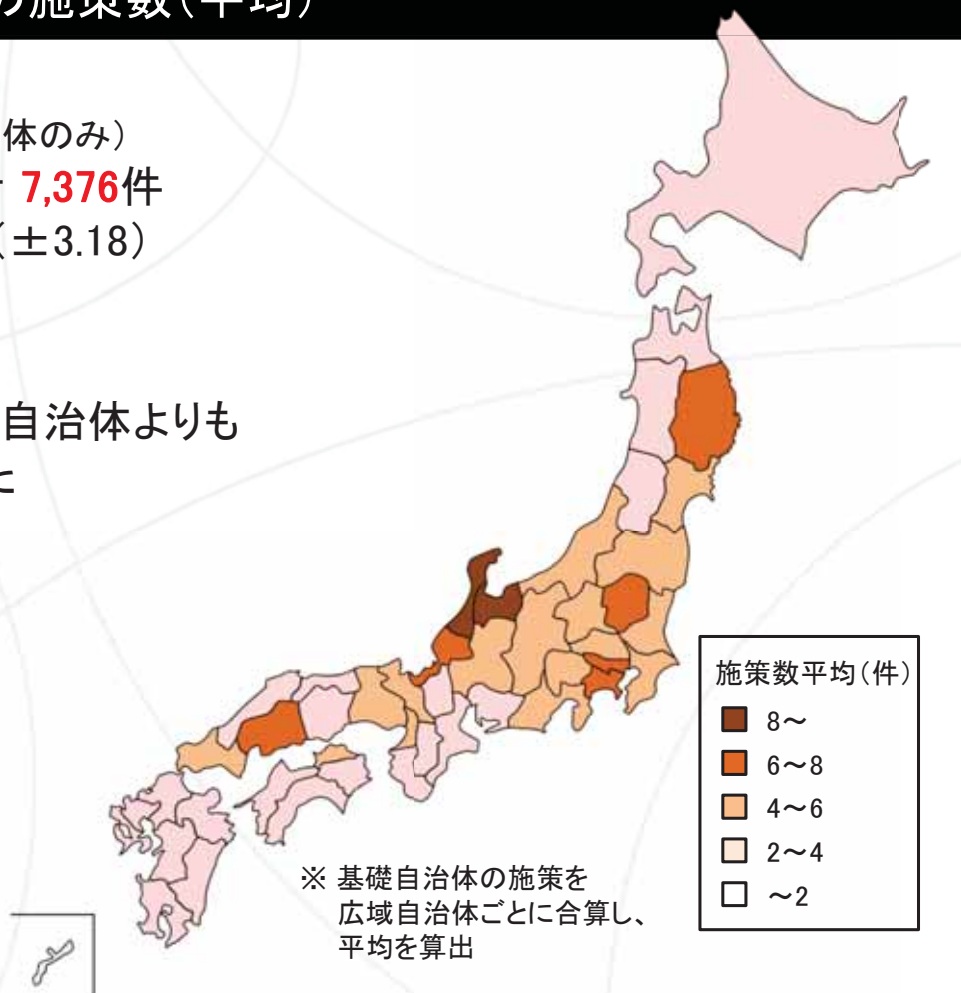 の施策数(平均)
体のみ)
7,376件
(±3.18)
自治体よりも
施策数平均(件)
8～
6～8
4～6
2～4
～2
※ 基礎自治体の施策を
広域自治体ごとに合算し、
平均を算出